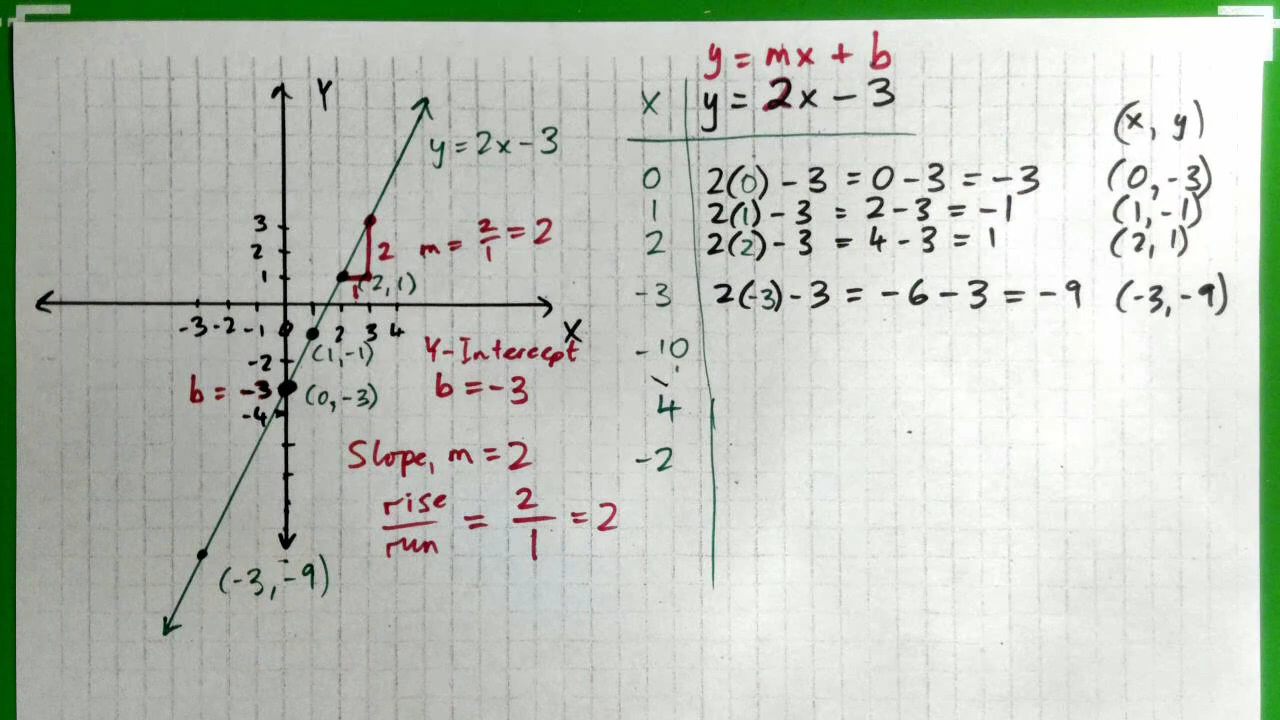 y = mx + b
X y = 2x - 3
(x, y)
0 2(0) - 3 = 0 - 3 = -3 (0, -3)
1 2(1) - 3 = 2 - 3 = -1 (1, -1)
2 2(2) - 3 = 4 - 3 = 1 (2, 1)
-3 2(-3) - 3 = -6 - 3 = -9 (-3, -9)
-10
4
-2
Y
y = 2x - 3
3
2
1
2 m = 2/1 = 2
(2, 1)
1
-3 -2 -1 0 2 3 4 X
(1, -1)
-2
Y-Intercept
b = -3 (0, -3) b = -3
-4
Slope, m = 2
rise/run = 2/1 = 2
(-3, -9)